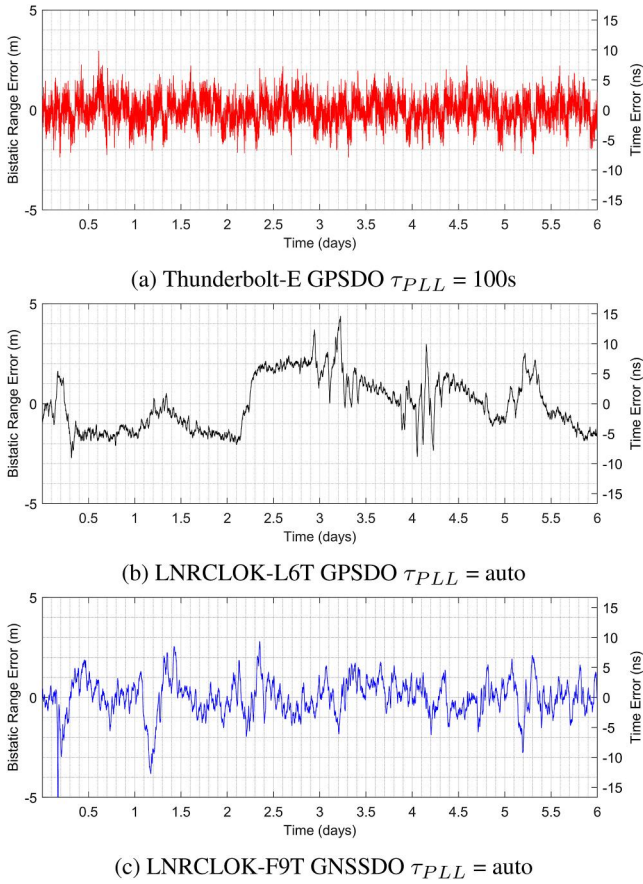 5
0
-5
Bistatic Range Error (m)
15
10
5
0
-5
-10
-15
Time Error (ns)
0.5 1 1.5 2 2.5 3 3.5 4 4.5 5 5.5 6
Time (days)
(a) Thunderbolt-E GPSDO τPLL = 100s
5
0
-5
Bistatic Range Error (m)
15
10
5
0
-5
-10
-15
Time Error (ns)
0.5 1 1.5 2 2.5 3 3.5 4 4.5 5 5.5 6
Time (days)
(b) LNRCLOK-L6T GPSDO τPLL = auto
5
0
-5
Bistatic Range Error (m)
15
10
5
0
-5
-10
-15
Time Error (ns)
0.5 1 1.5 2 2.5 3 3.5 4 4.5 5 5.5 6
Time (days)
(c) LNRCLOK-F9T GNSSDO τPLL = auto